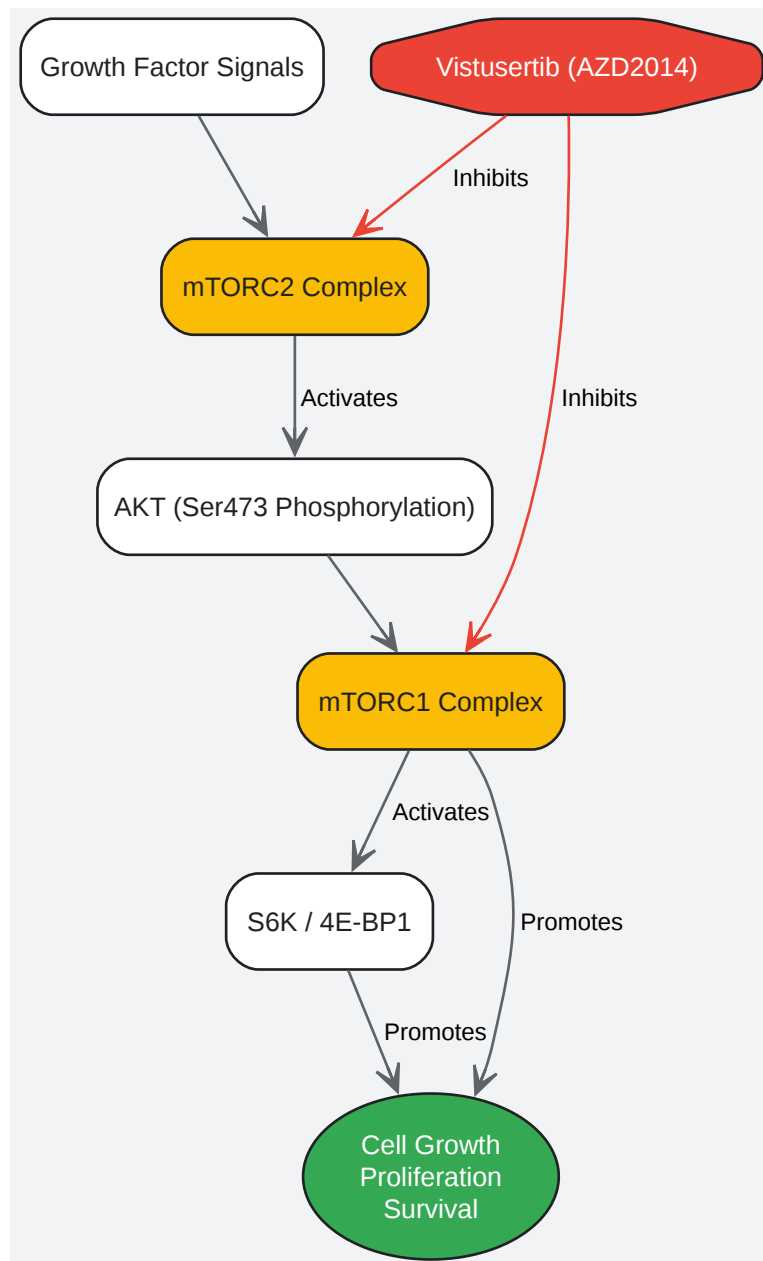 Growth Factor Signals
Vistusertib (AZD2014)
Inhibits
mTORC2 Complex
Activates
Inhibits
AKT (Ser473 Phosphorylation)
mTORC1 Complex
Activates
S6K / 4E-BP1
Promotes
Promotes
Cell Growth
Proliferation
Survival